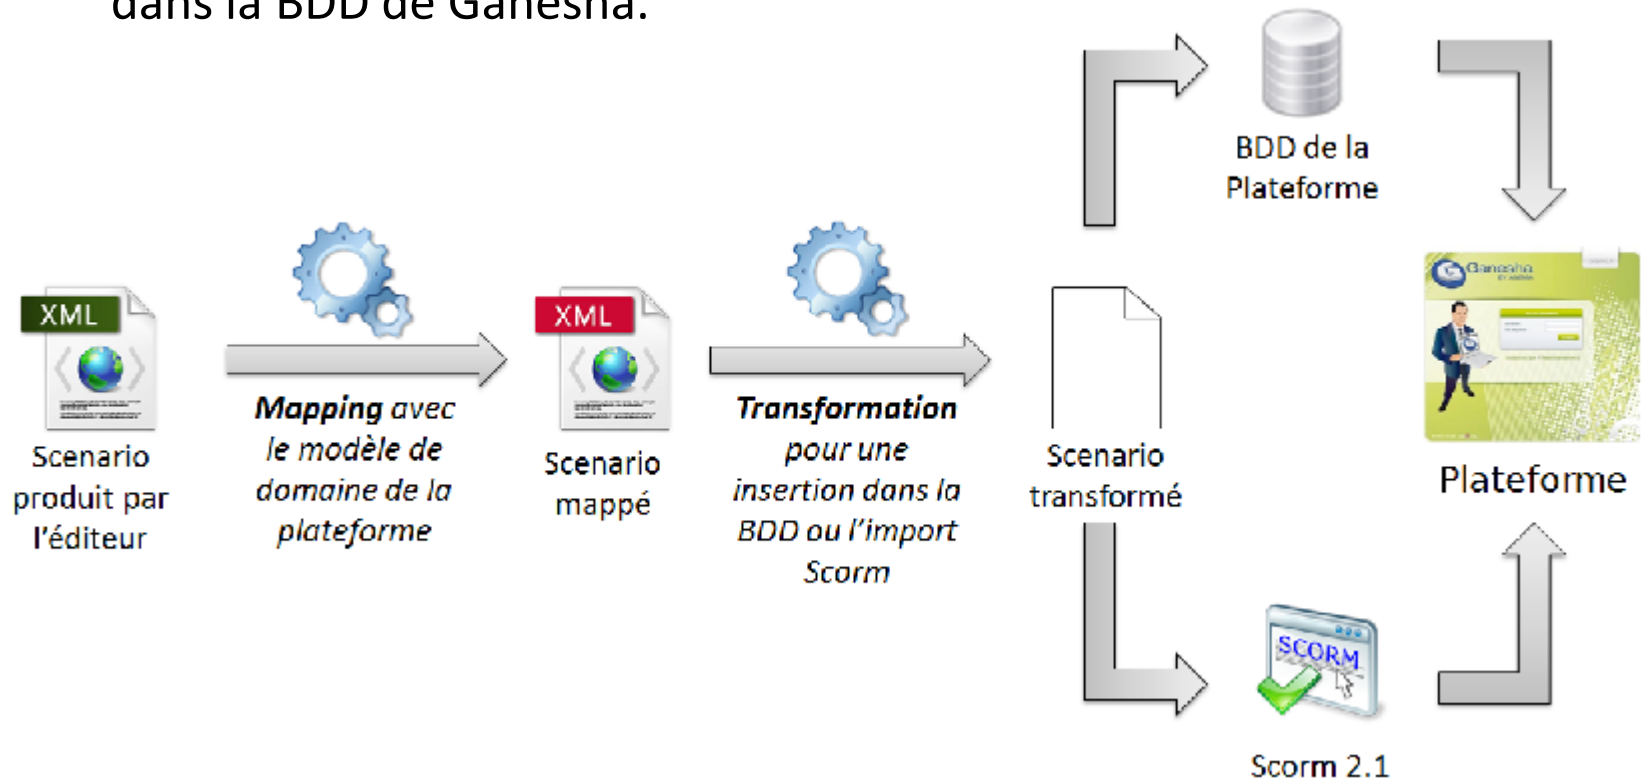 dans la BDD de Ganesha.
BDD de la
Plateforme
XML
Scenario
produit par
l'éditeur
Mapping avec
le modèle de
domaine de la
plateforme
XML
Scenario
mappé
Transformation
pour une
insertion dans la
BDD ou l'import
Scorm
Scenario
transformé
Ganesha
Plateforme
SCORM
Scorm 2.1